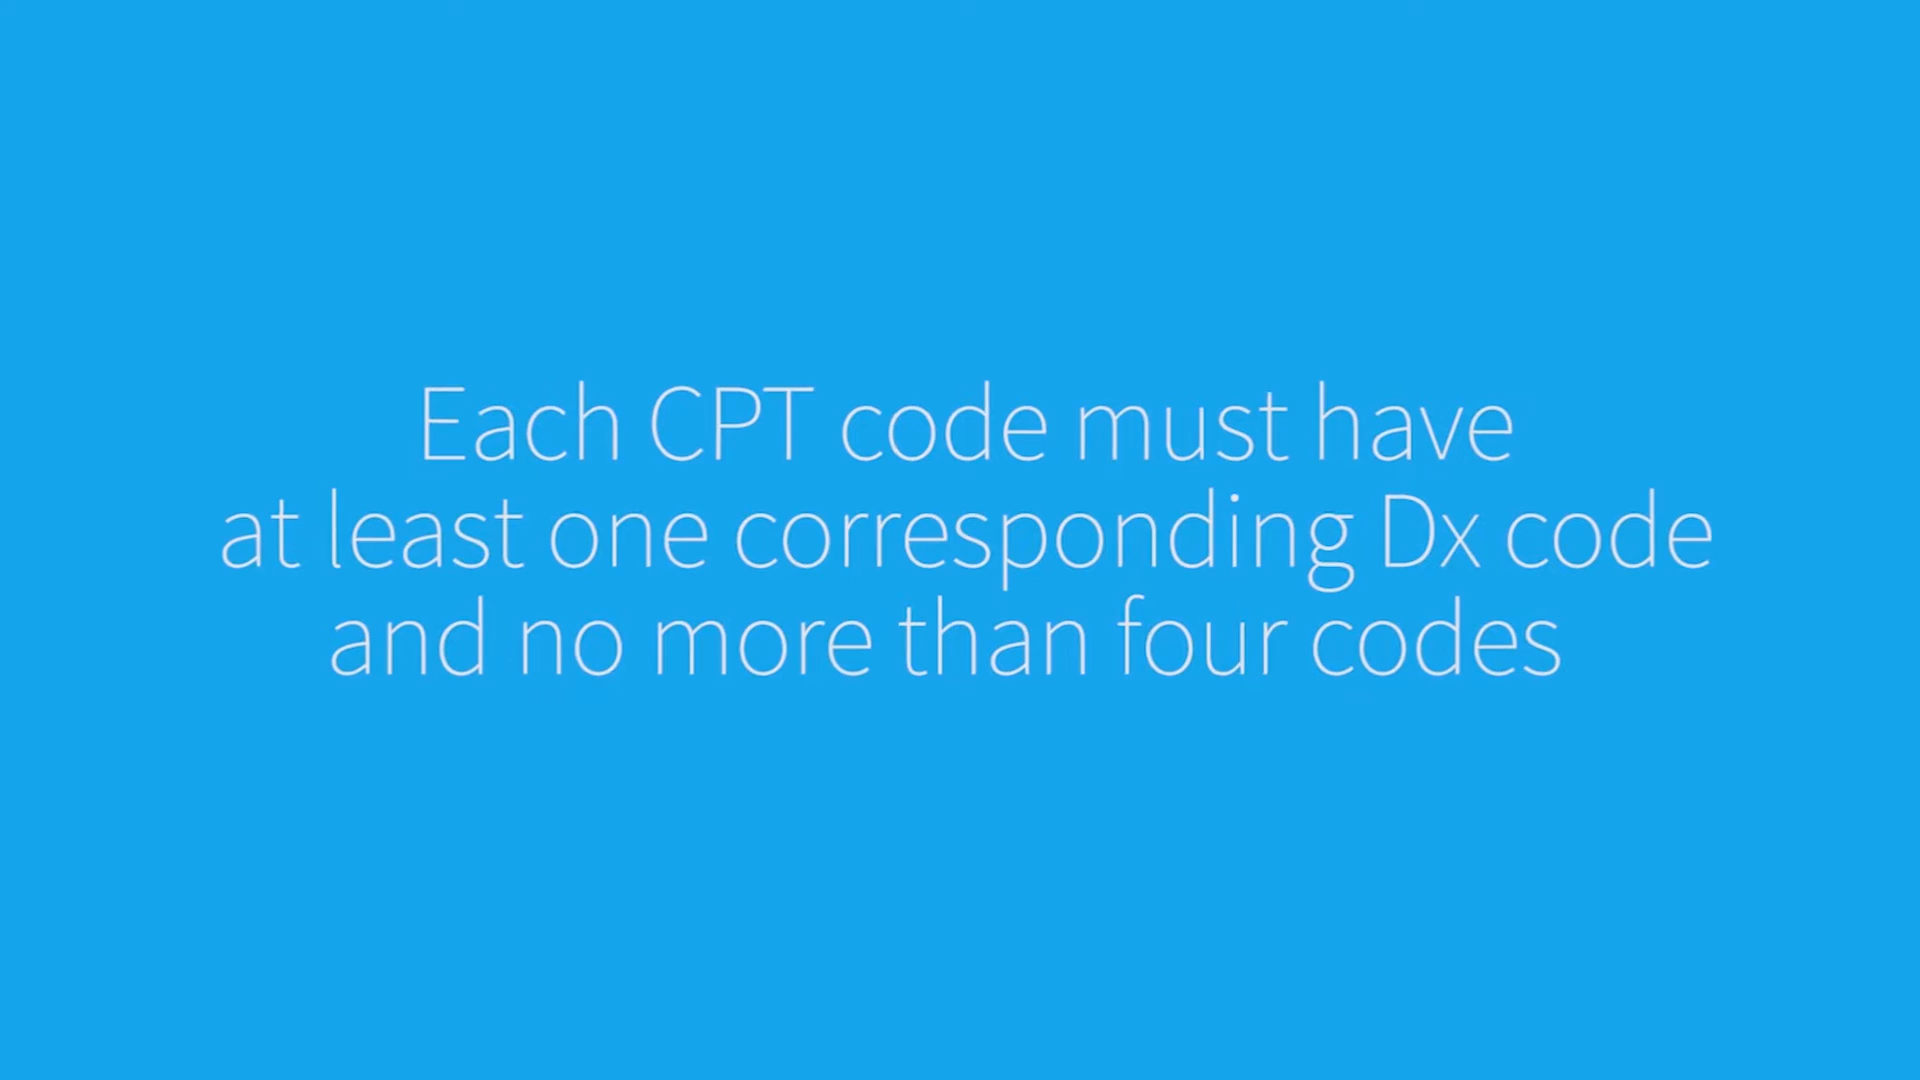 Each CPT code must have
at least one corresponding Dx code
and no more than four codes